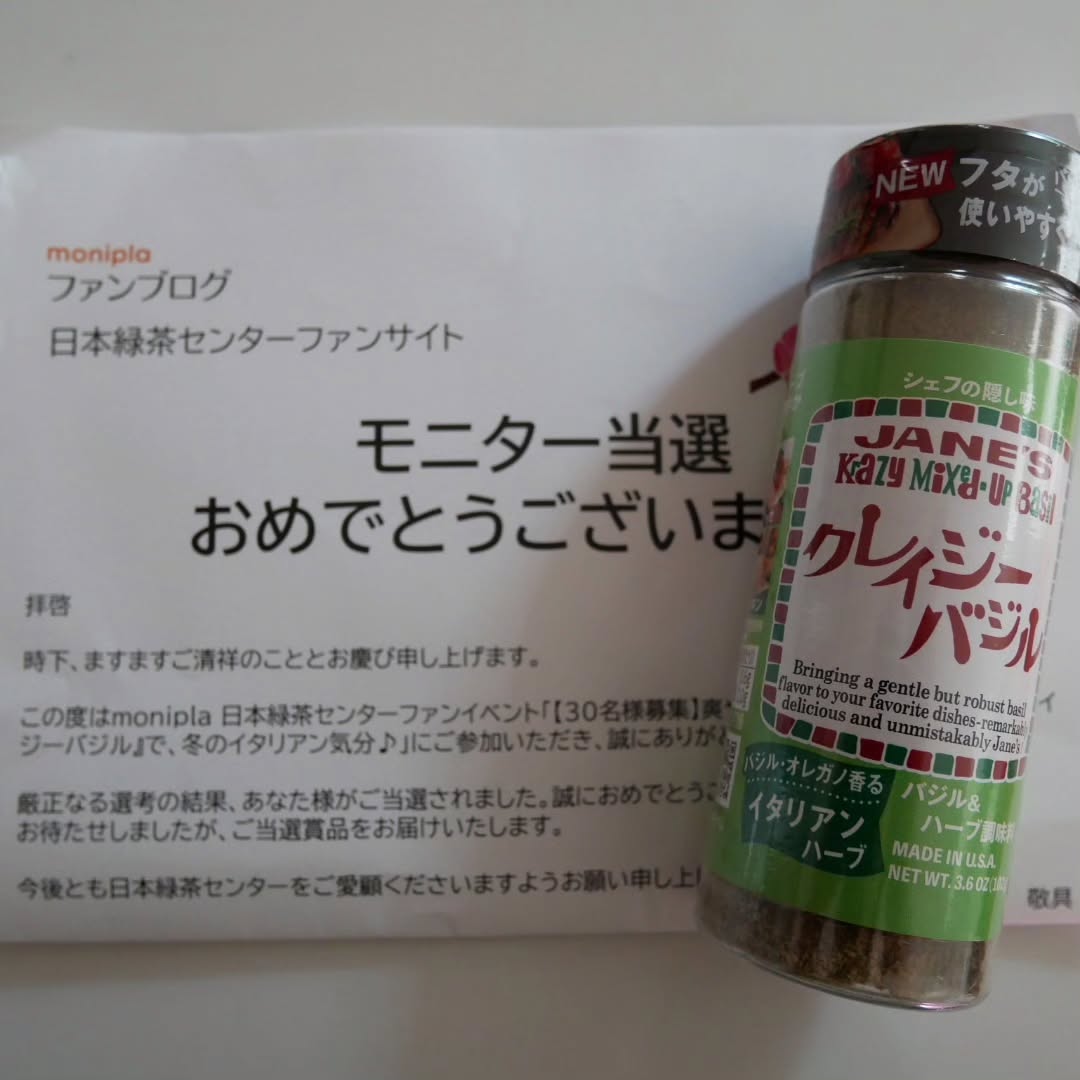 monipla
ファンブログ
日本緑茶センターファンサイト
モニター当選
おめでとうございま
拝啓
時下、ますますご清祥のこととお慶び申し上げます。
この度はmonipla 日本緑茶センターファンイベント「【30名様募集】爽
ジーバジル』で、冬のイタリアン気分♪」にご参加いただき、誠にありが
厳正なる選考の結果、あなた様がご当選されました。誠におめでとうご
お待たせしましたが、ご当選賞品をお届けいたします。
今後とも日本緑茶センターをご愛顧くださいますようお願い申し上
敬具
NEW フタが
使いやすく
シェフの隠し味
JANE'S
Krazy Mixed-Up Basil
クレイジー
バジル
Bringing a gentle but robust basil
flavor to your favorite dishes-remarkably
delicious and unmistakably Jane's
バジル・オレガノ香る
イタリアン
ハーブ
バジル&
ハーブ調味料
MADE IN U.S.A.
NET WT. 3.6 OZ